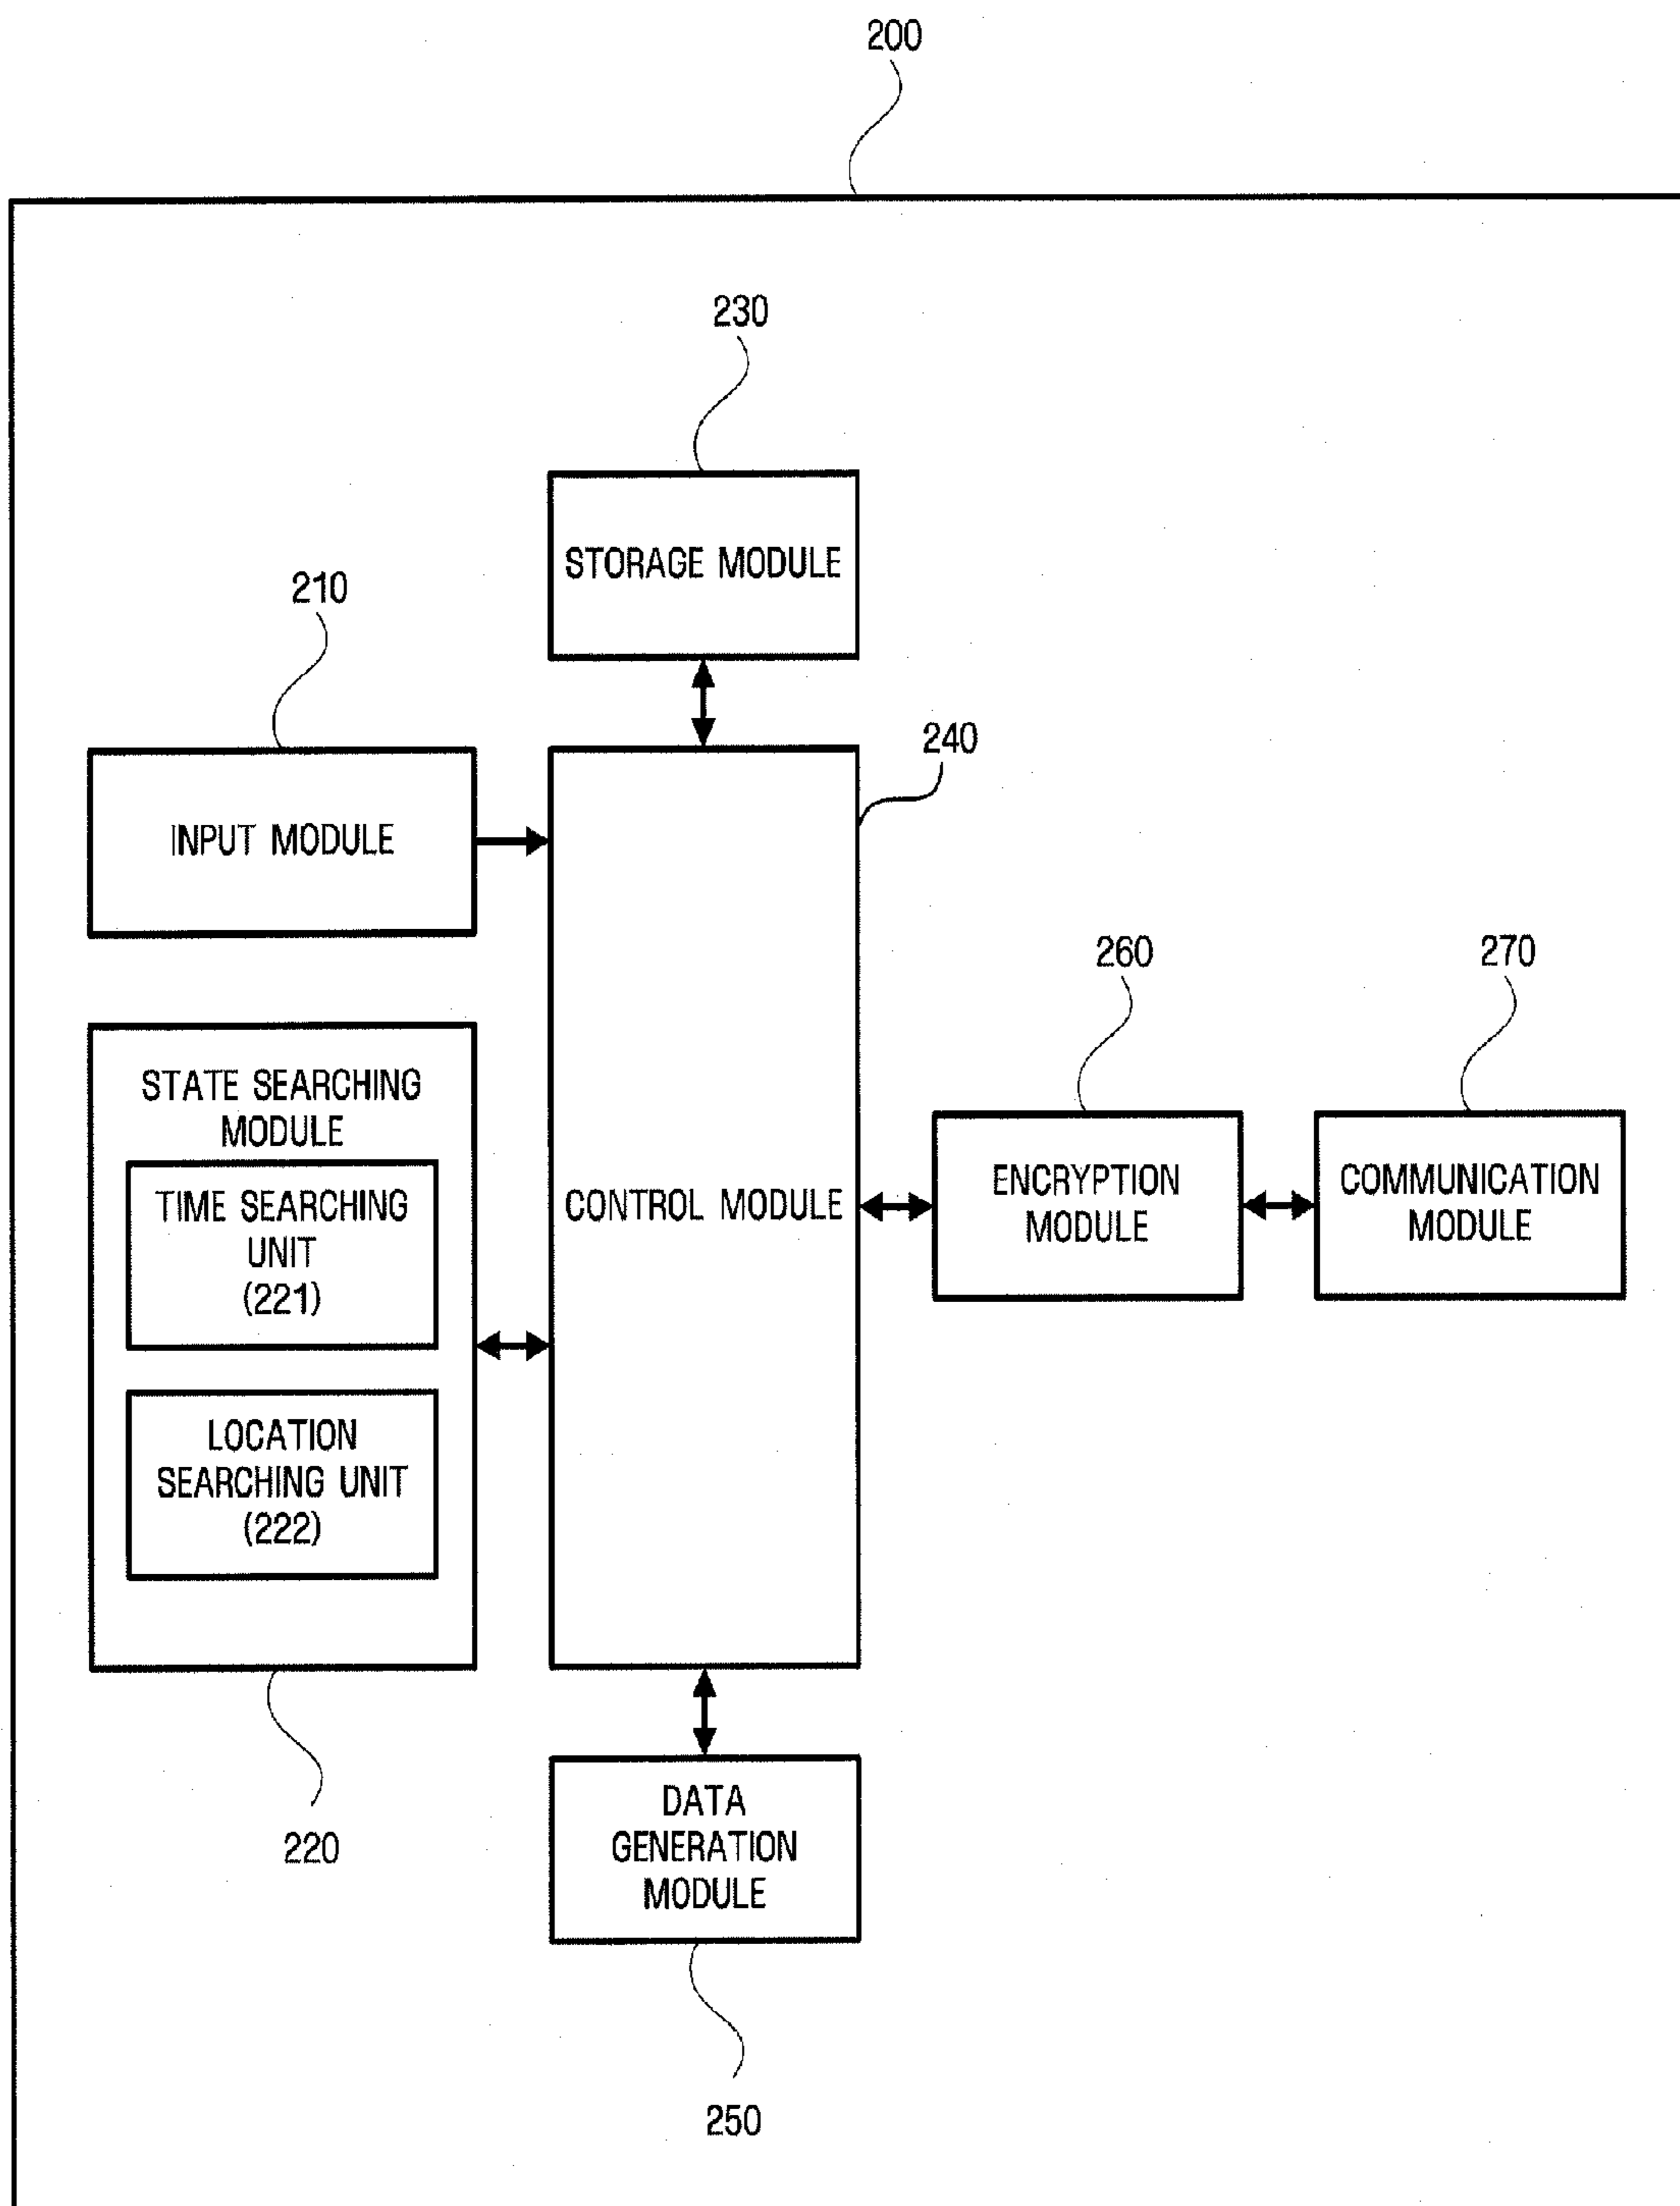 200
230
STORAGE MODULE
210
240
INPUT MODULE
260
270
STATE SEARCHING
MODULE
TIME SEARCHING
UNIT
(221)
CONTROL MODULE
ENCRYPTION
MODULE
COMMUNICATION
MODULE
LOCATION
SEARCHING UNIT
(222)
220
DATA
GENERATION
MODULE
250